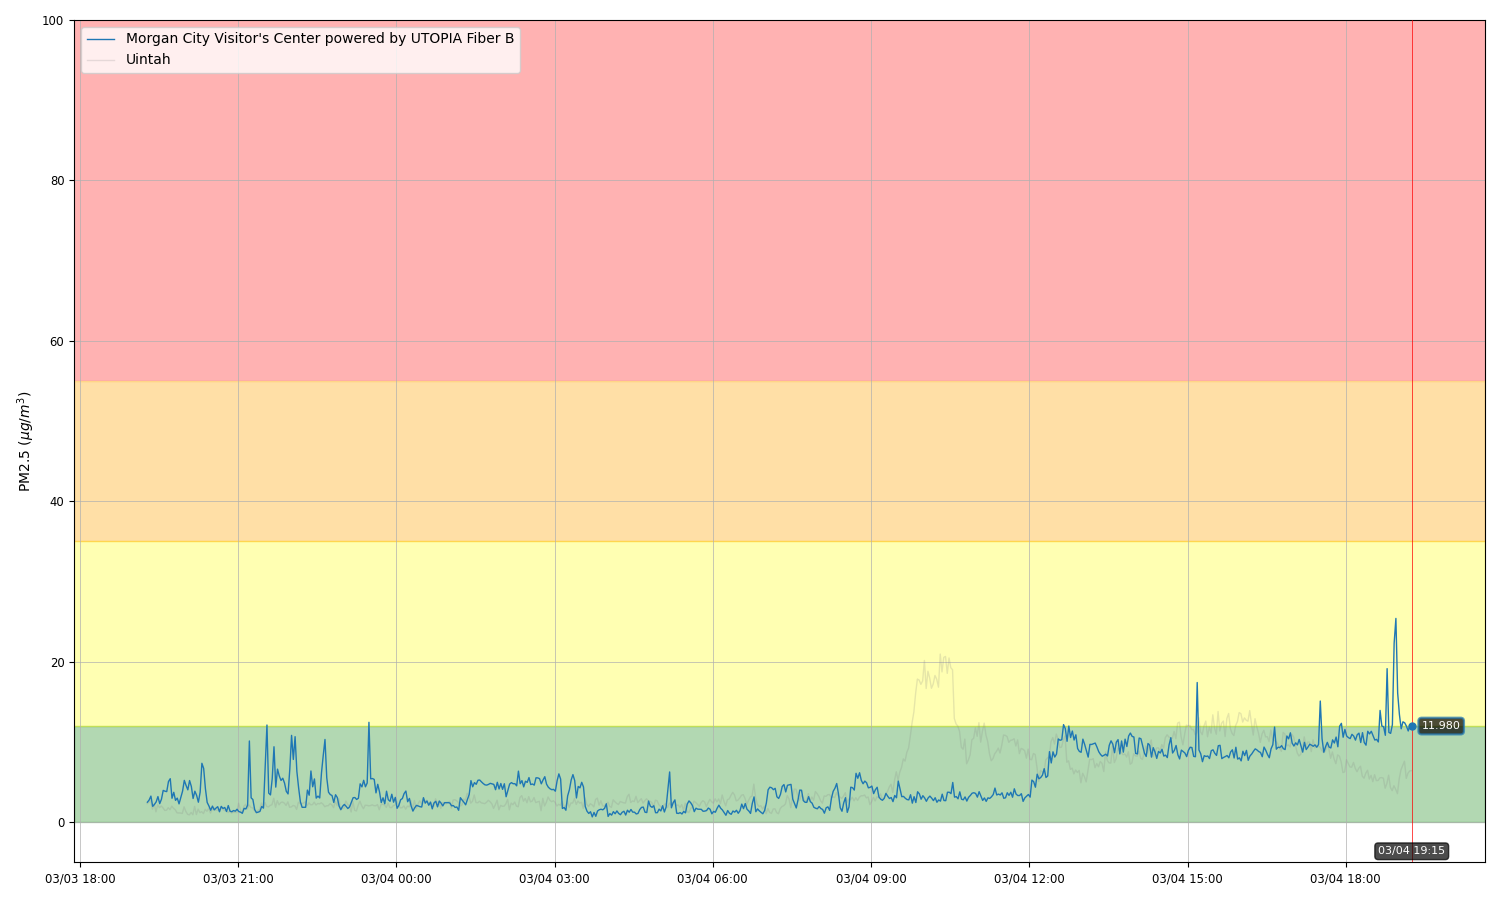 100
Morgan City Visitor's Center powered by UTOPIA Fiber B
Uintah
80
60
PM2.5 (μg/m³)
40
20
11.980
0
03/04 19:15
03/03 18:00 03/03 21:00 03/04 00:00 03/04 03:00 03/04 06:00 03/04 09:00 03/04 12:00 03/04 15:00 03/04 18:00